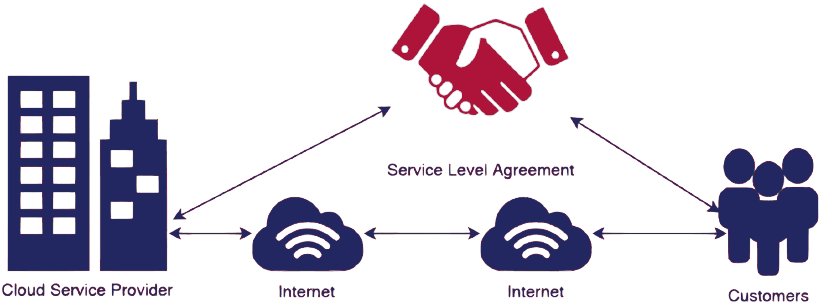 Service Level Agreement
Cloud Service Provider
Internet
Internet
Customers